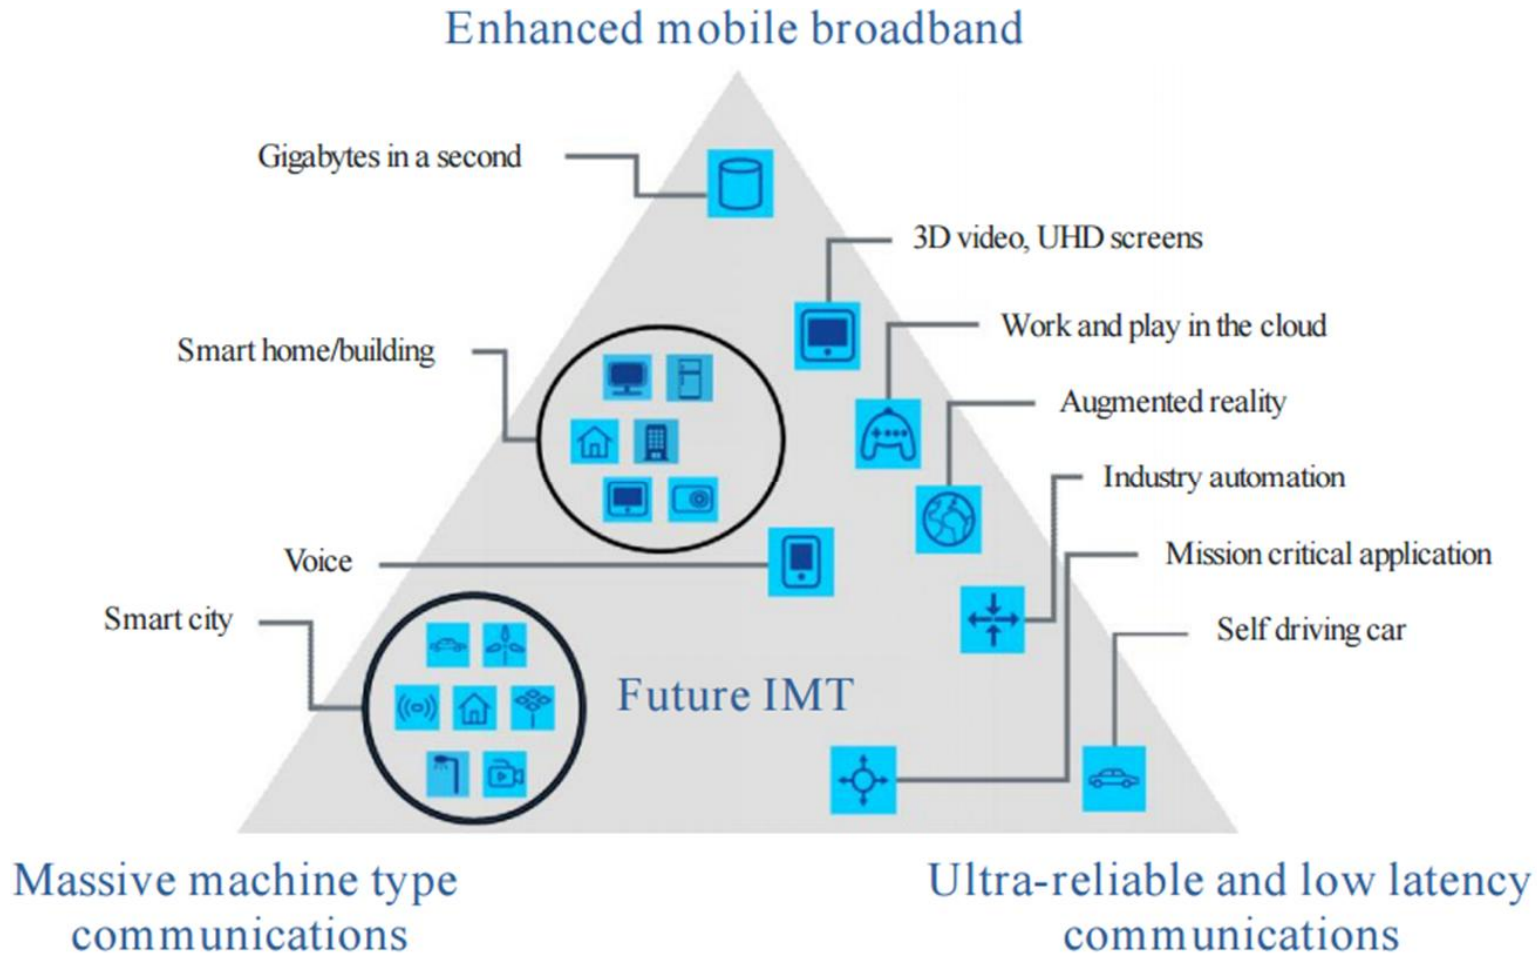 Enhanced mobile broadband
Gigabytes in a second
3D video, UHD screens
Work and play in the cloud
Smart home/building
Augmented reality
Industry automation
Mission critical application
Voice
Smart city
Self driving car
Future IMT
Massive machine type
communications
Ultra-reliable and low latency
communications